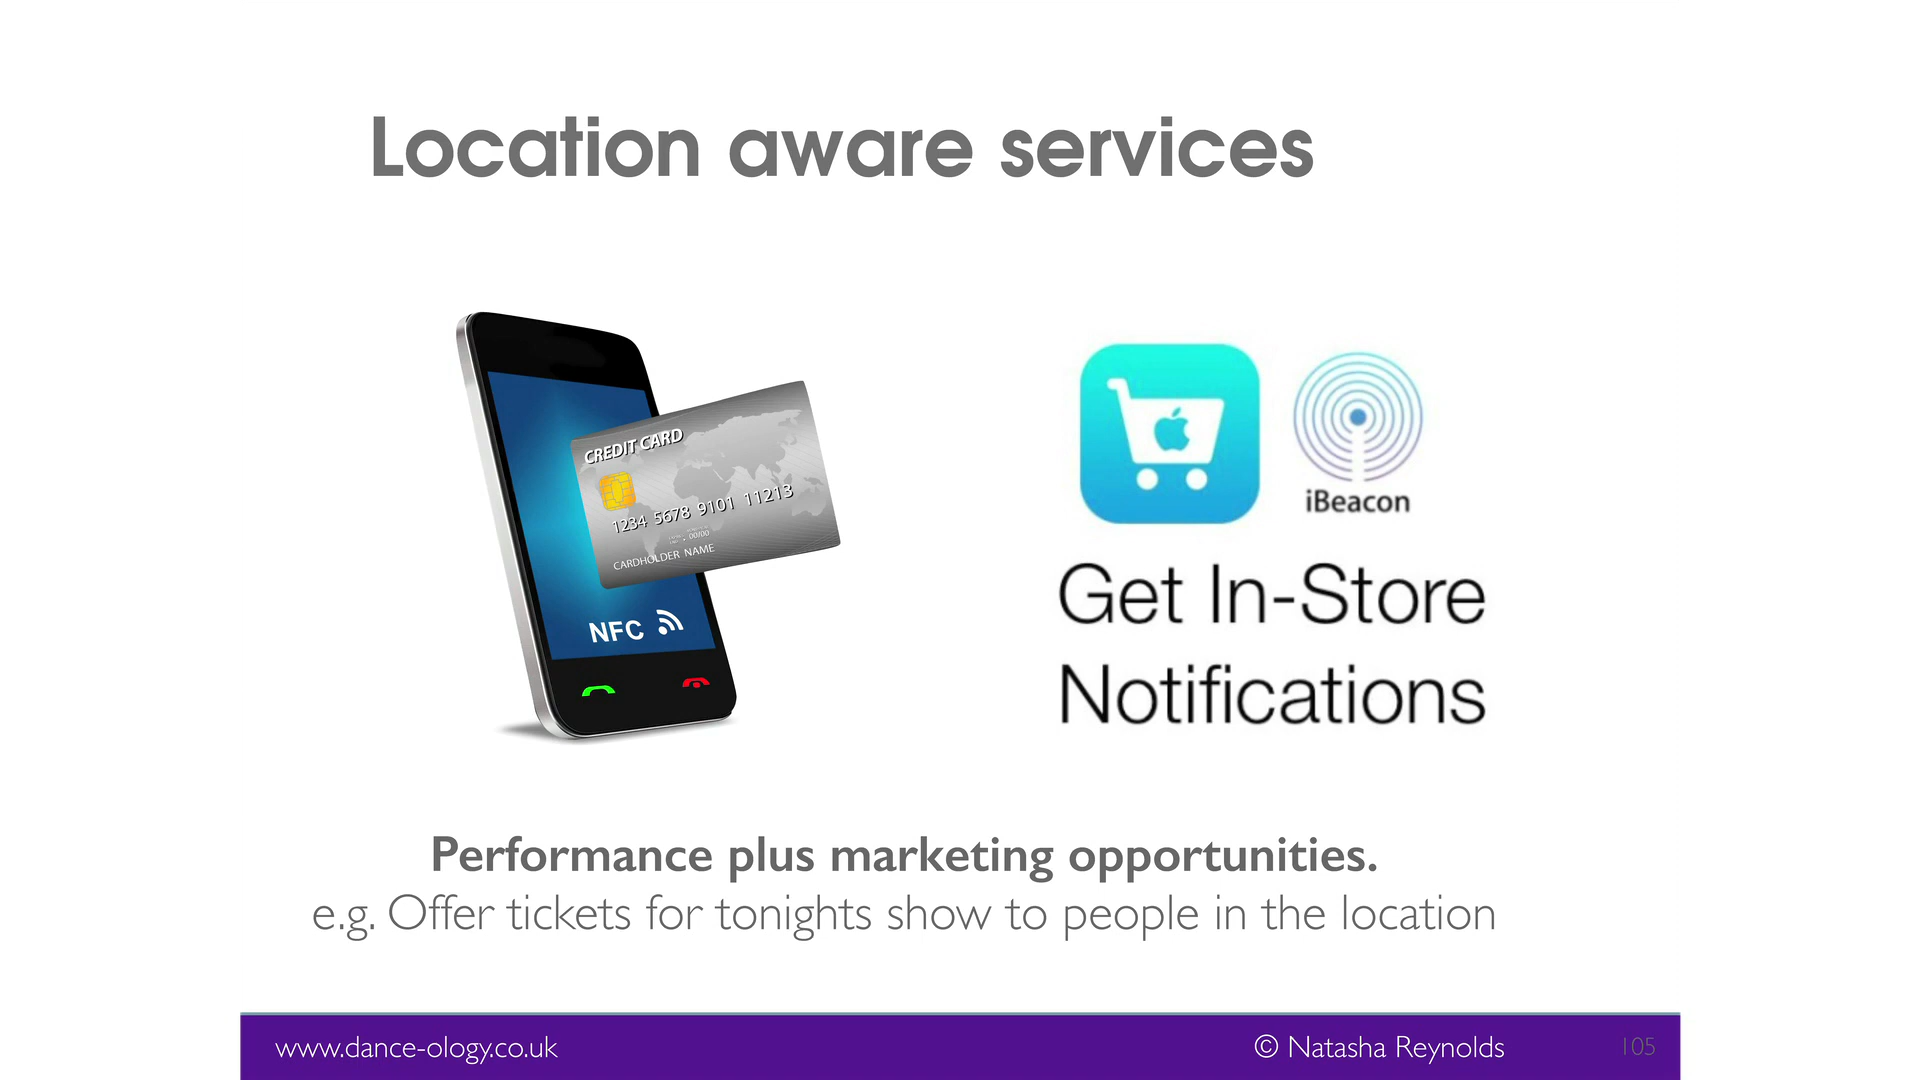 Location aware services
CREDIT CARD
1234 5678 9101 11213
00/00
CARDHOLDER NAME
NFC
iBeacon
Get In-Store
Notifications
Performance plus marketing opportunities.
e.g. Offer tickets for tonights show to people in the location
www.dance-ology.co.uk
© Natasha Reynolds
105